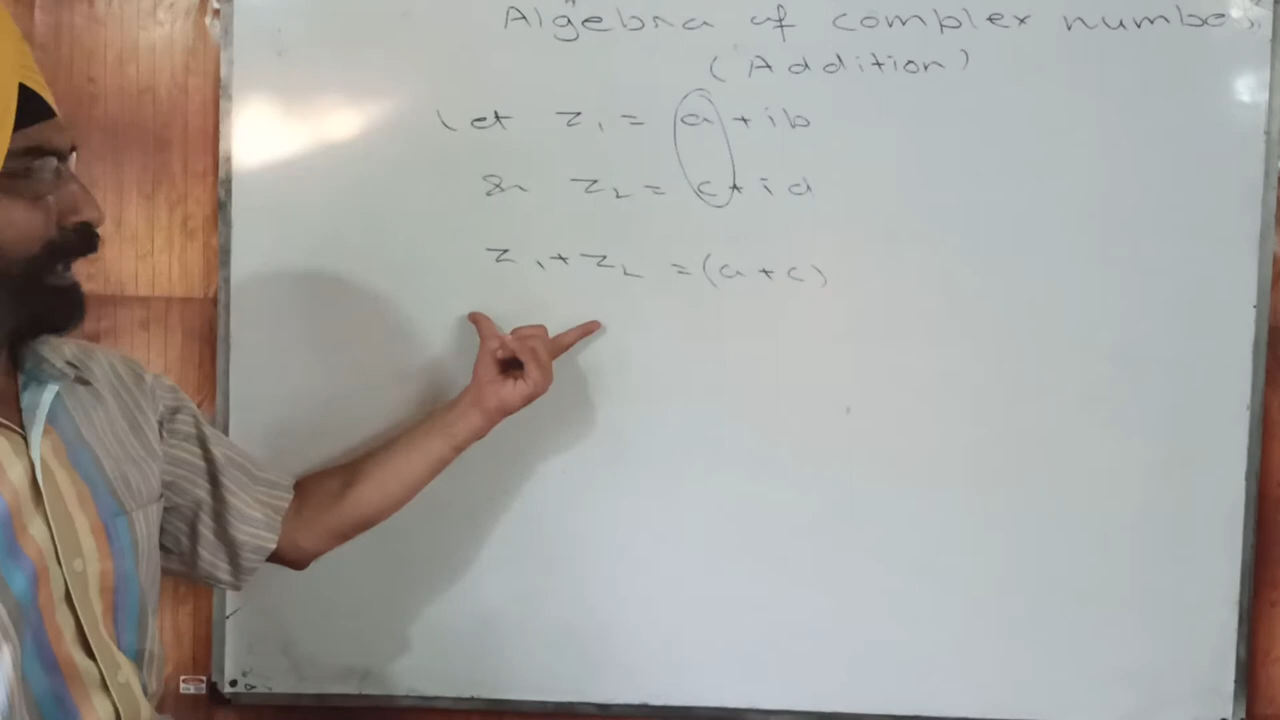 Algebra of complex numbers
(Addition)
Let z₁ = a + ib
& z₂ = c + id
z₁ + z₂ = (a + c)